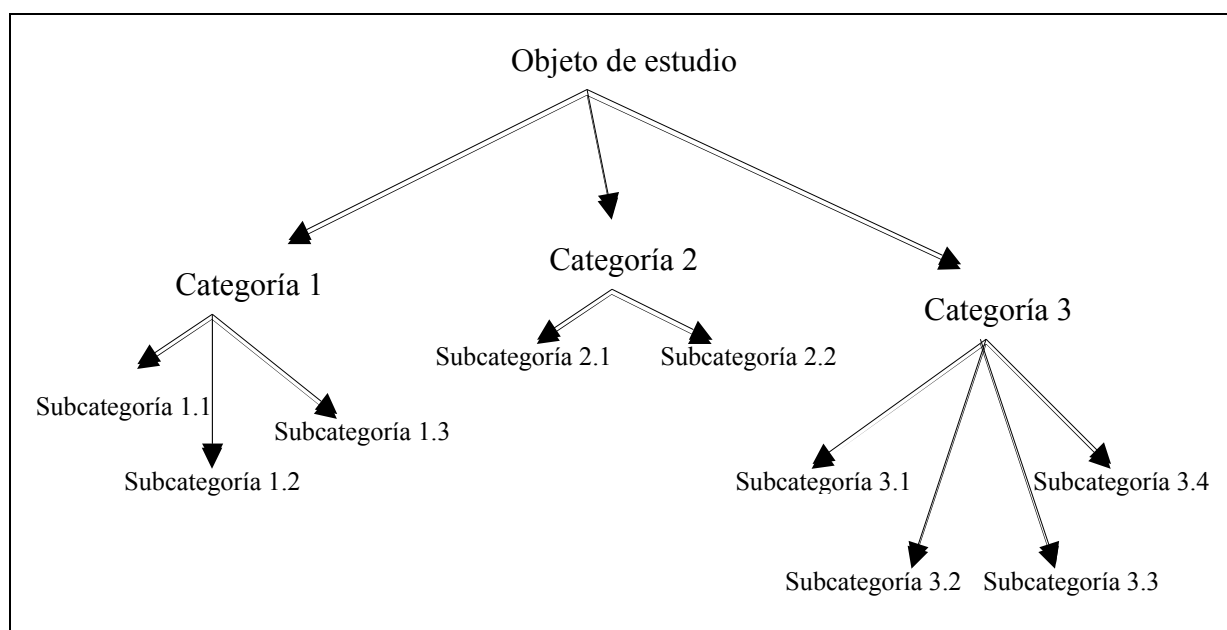 Objeto de estudio
Categoría 1
Categoría 2
Categoría 3
Subcategoría 1.1
Subcategoría 1.2
Subcategoría 1.3
Subcategoría 2.1
Subcategoría 2.2
Subcategoría 3.1
Subcategoría 3.2
Subcategoría 3.3
Subcategoría 3.4